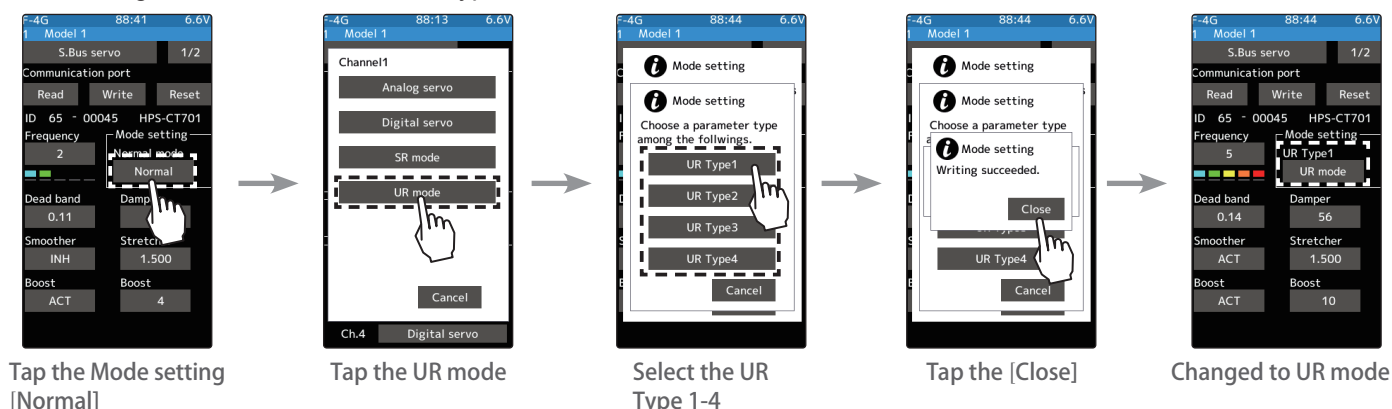 F-4G 88:41 6.6V
1 Model 1
S.Bus servo 1/2
Communication port
Read Write Reset
ID 65 - 00045 HPS-CT701
Frequency Mode setting
Normal mode
2 Normal
Dead band Damp
0.11
Smoother Stretch
INH 1.500
Boost Boost
ACT 4
Tap the Mode setting
[Normal]
F-4G 88:13 6.6V
1 Model 1
Channel1
Analog servo
Digital servo
SR mode
UR mode
Cancel
Ch.4 Digital servo
Tap the UR mode
F-4G 88:44 6.6V
1 Model 1
Mode setting
Mode setting
Choose a parameter type
among the follwings.
UR Type1
UR Type2
UR Type3
UR Type4
Cancel
Select the UR
Type 1-4
F-4G 88:44 6.6V
1 Model 1
Mode setting
Mode setting
Choose a parameter type
Mode setting
Writing succeeded.
Close
UR Type4
Cancel
Tap the [Close]
F-4G 88:44 6.6V
1 Model 1
S.Bus servo 1/2
Communication port
Read Write Reset
ID 65 - 00045 HPS-CT701
Frequency Mode setting
UR Type1
5 UR mode
Dead band Damper
0.14 56
Smoother Stretcher
ACT 1.500
Boost Boost
ACT 10
Changed to UR mode